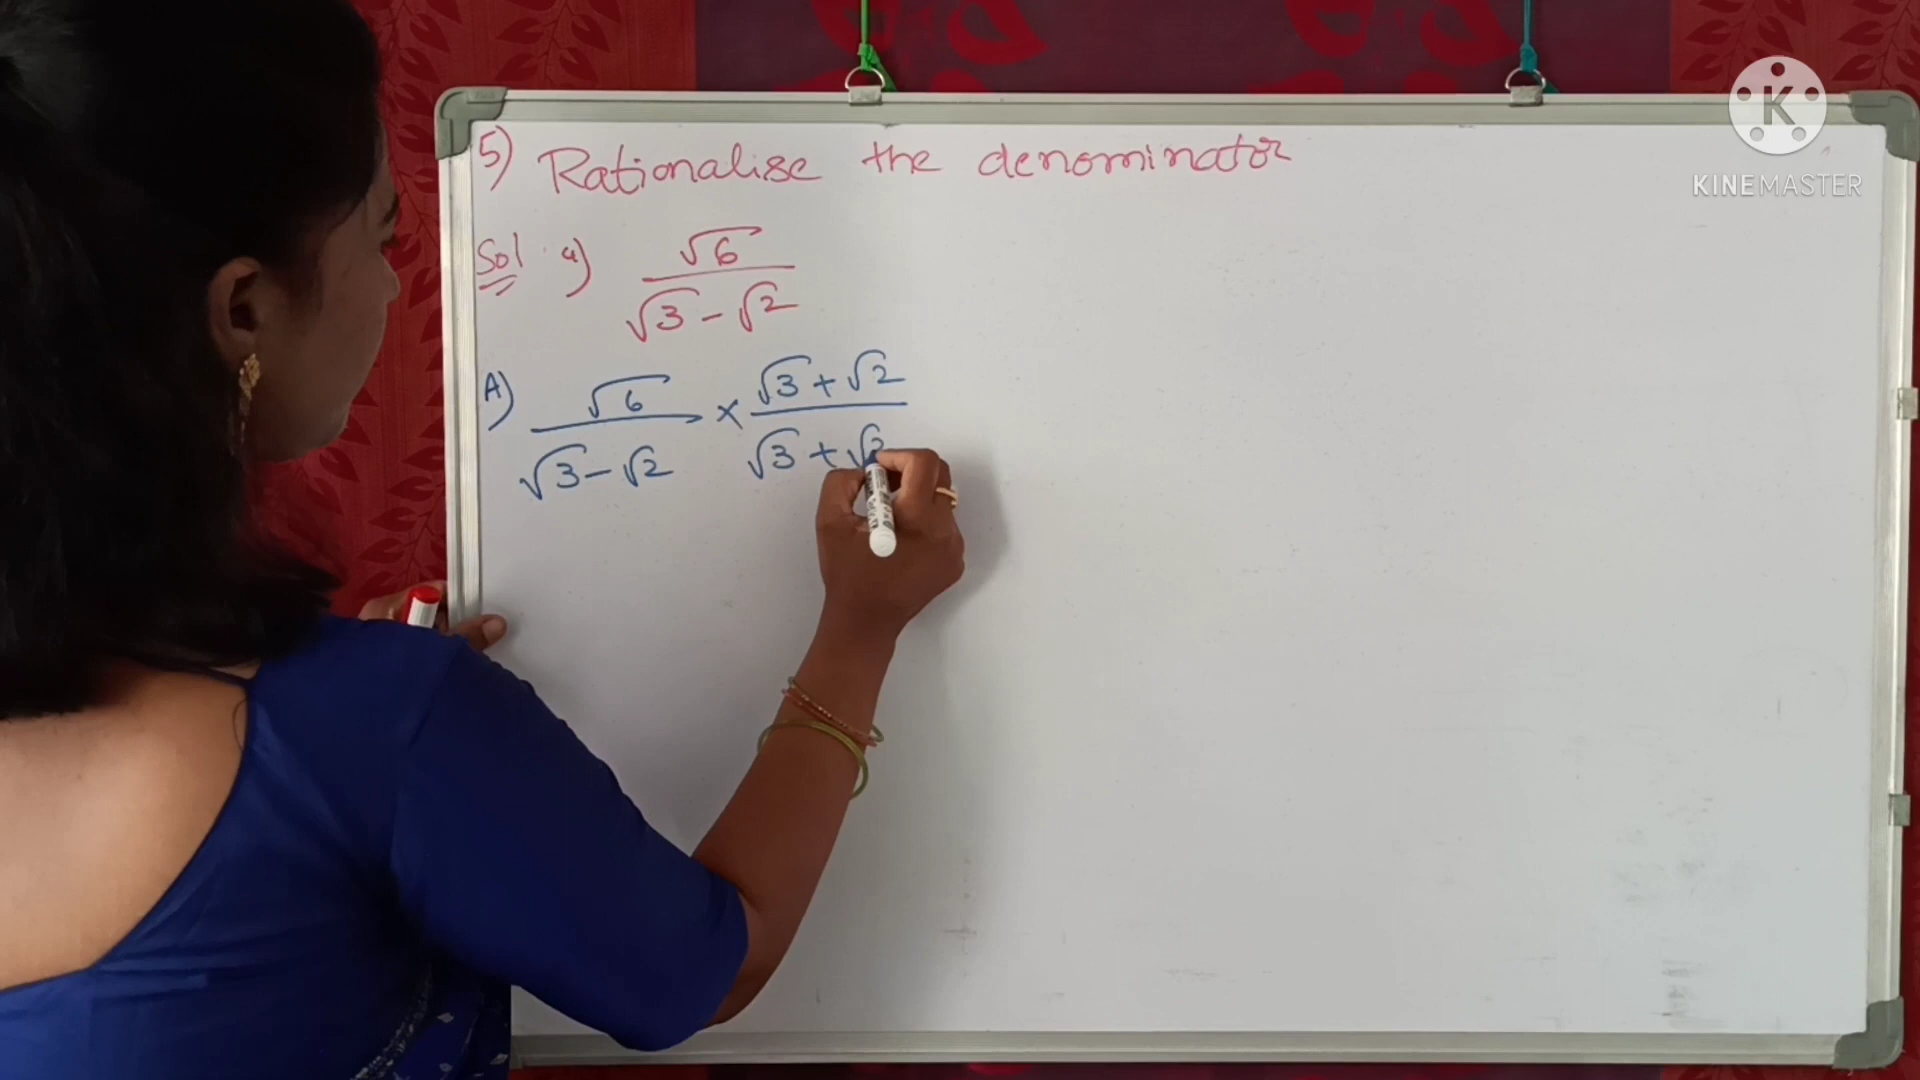 5) Rationalise the denominator
Sol a) √6 / √3 - √2
A) √6 / √3 - √2 × √3 + √2 / √3 + √2
KINEMASTER